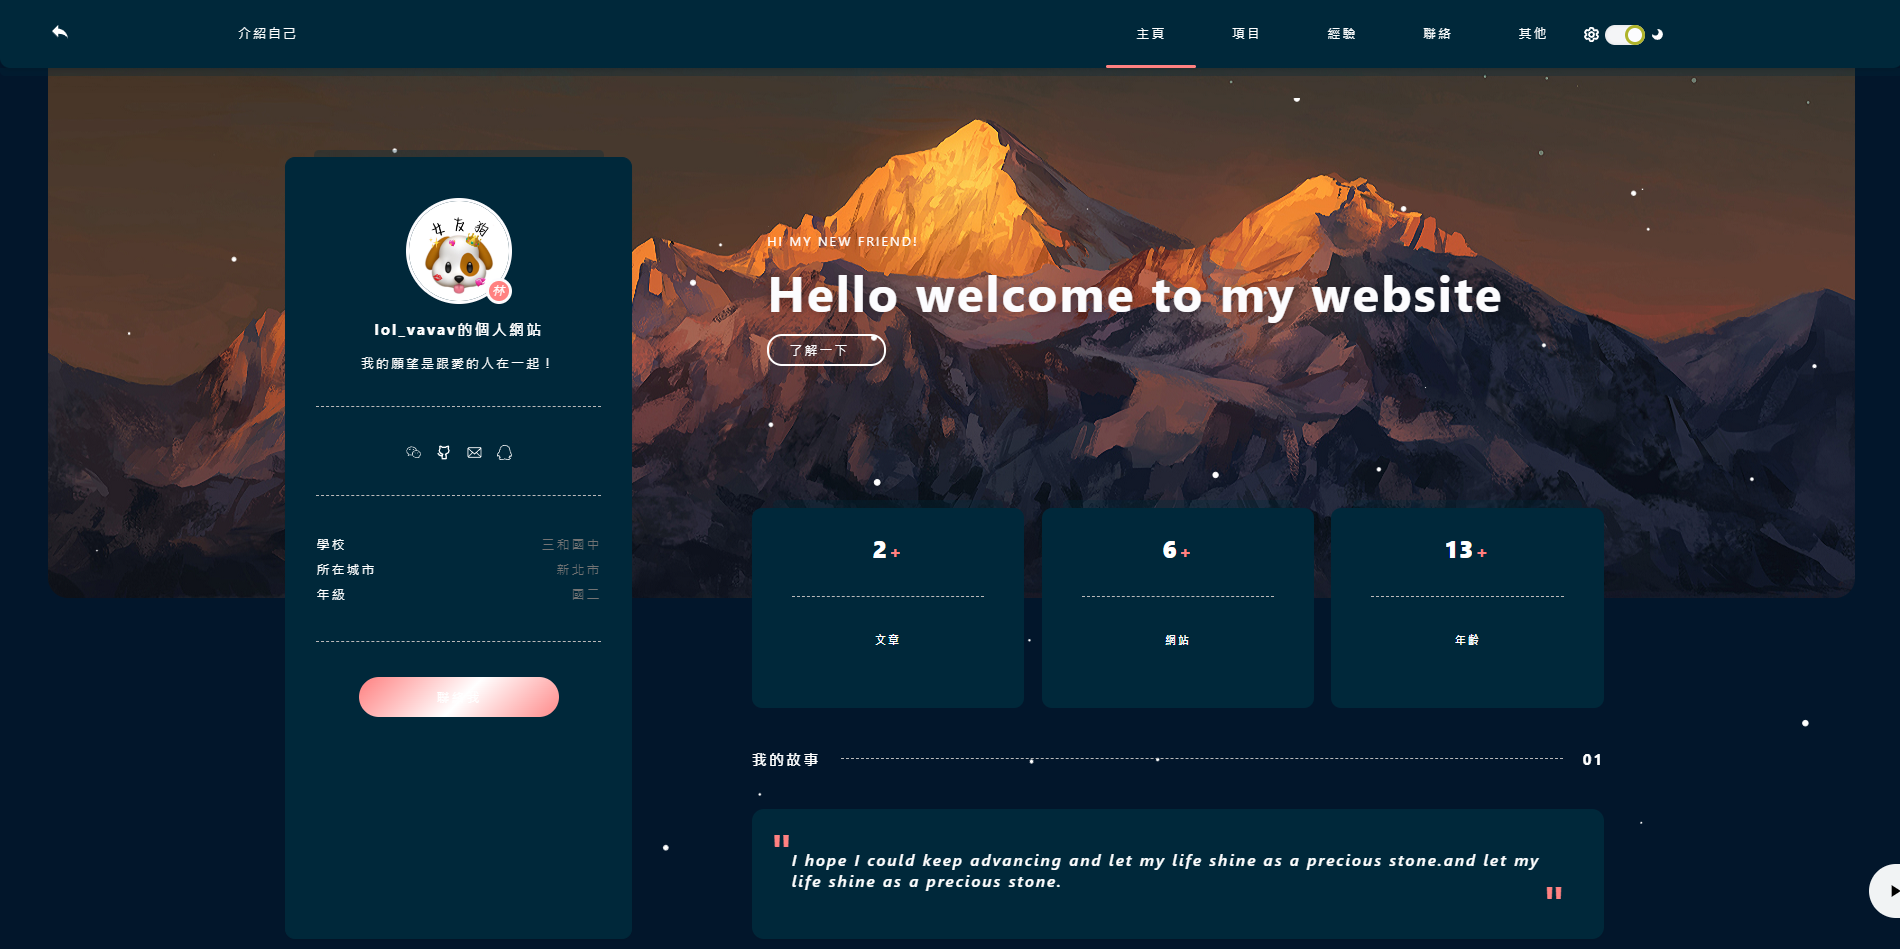 介紹自己
主頁
項目
經驗
聯絡
其他
女友狗
林
lol_vavav的個人網站
我的願望是跟愛的人在一起！
學校 三和國中
所在城市 新北市
年級 國二
HI MY NEW FRIEND!
Hello welcome to my website
了解一下
2+
文章
6+
網站
13+
年齡
我的故事
01
"I hope I could keep advancing and let my life shine as a precious stone.and let my
life shine as a precious stone."